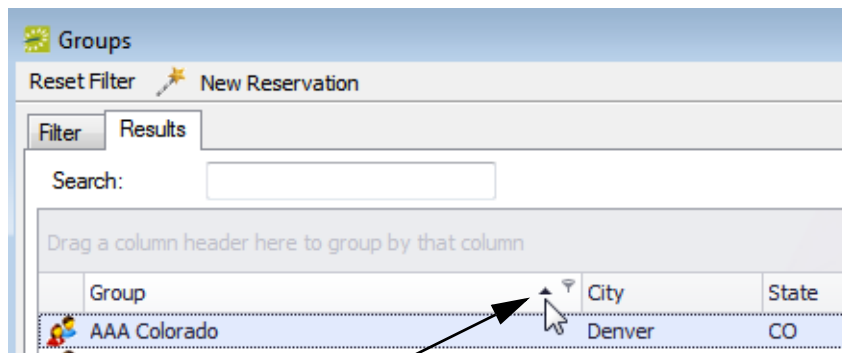 Groups
Reset Filter New Reservation
Filter Results
Search:
Drag a column header here to group by that column
Group City State
AAA Colorado Denver CO